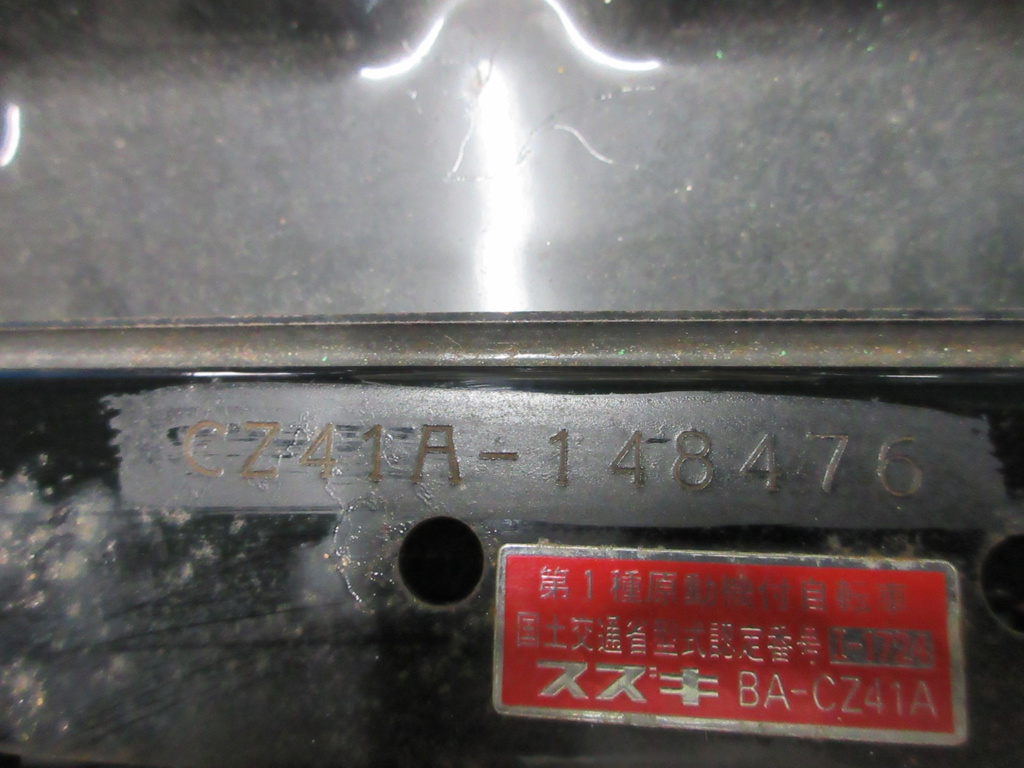 CZ41A-148476
第1種原動機付自転車
国土交通省型式認定番号 I-1724
スズキ BA-CZ41A